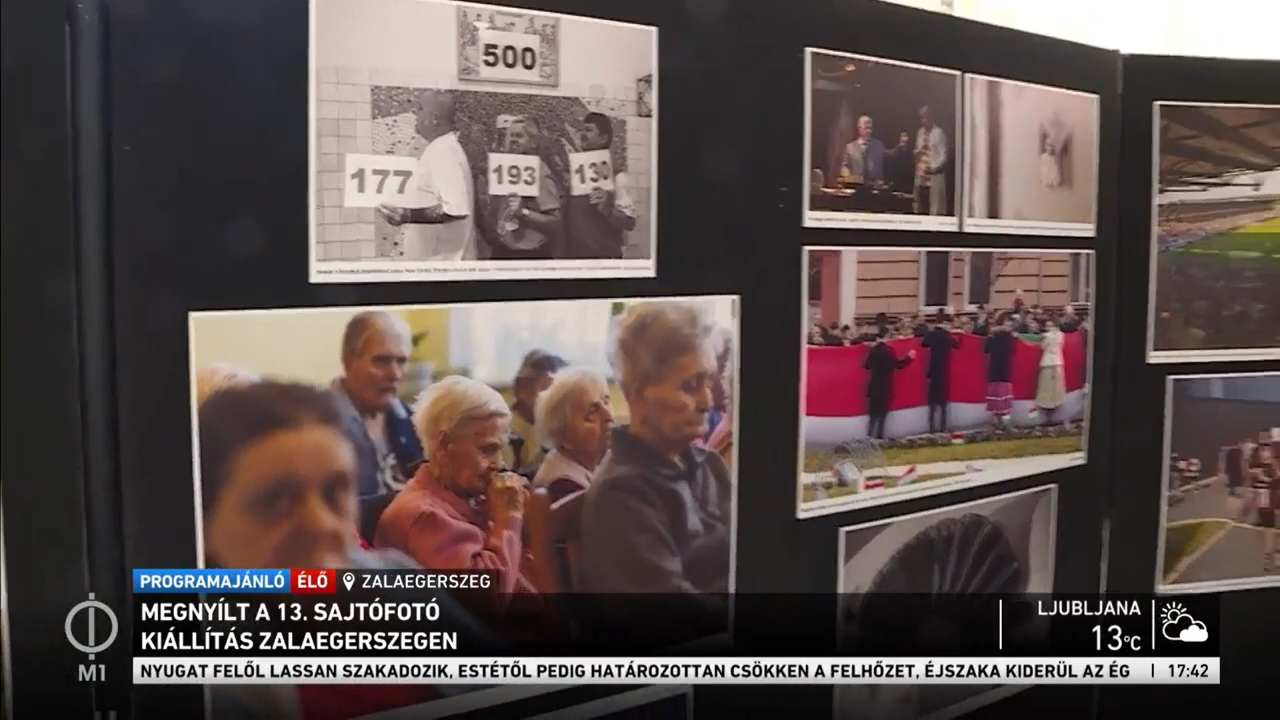 500
177
193
130
PROGRAMAJÁNLÓ ÉLŐ ZALAEGERSZEG
MEGNYÍLT A 13. SAJTÓFOTÓ
KIÁLLÍTÁS ZALAEGERSZEGEN
LJUBLJANA
13°C
M1
NYUGAT FELŐL LASSAN SZAKADOZIK, ESTÉTŐL PEDIG HATÁROZOTTAN CSÖKKEN A FELHŐZET, ÉJSZAKA KIDERÜL AZ ÉG
17:42